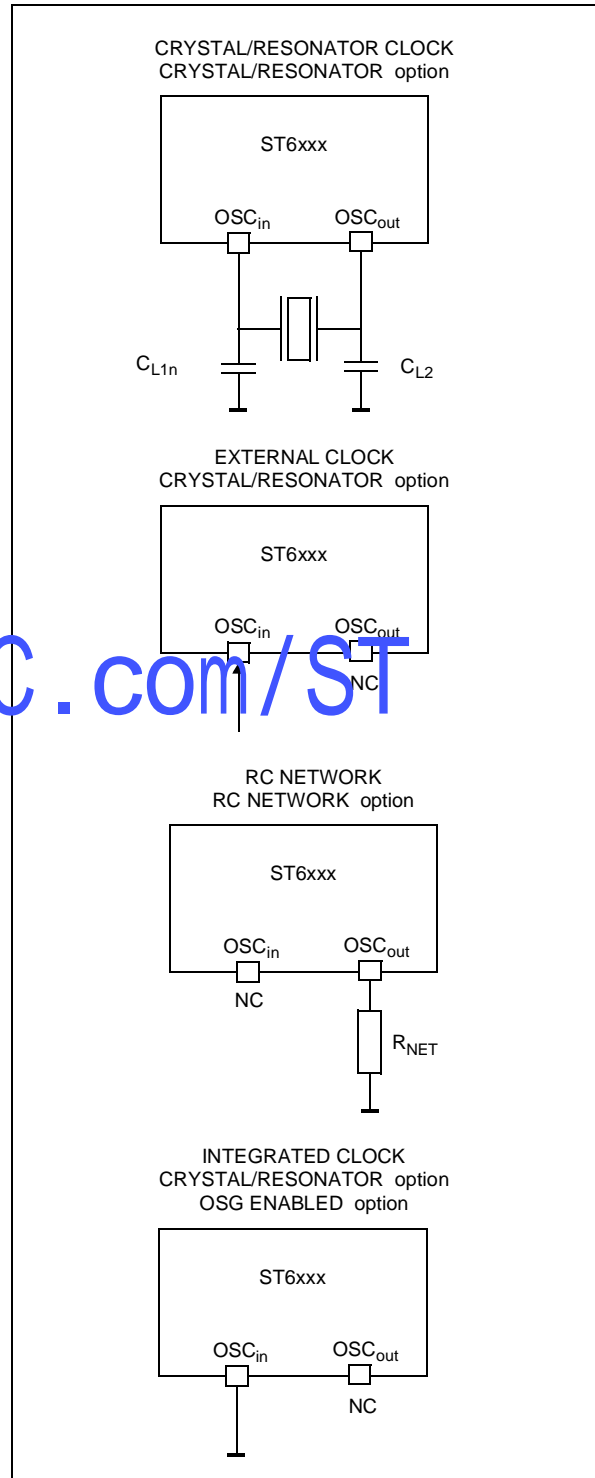 CRYSTAL/RESONATOR CLOCK
CRYSTAL/RESONATOR option
ST6xxx
OSCin OSCout
CL1n CL2
EXTERNAL CLOCK
CRYSTAL/RESONATOR option
ST6xxx
OSCin OSCout
NC
C.com/ST
RC NETWORK
RC NETWORK option
ST6xxx
OSCin OSCout
NC
RNET
INTEGRATED CLOCK
CRYSTAL/RESONATOR option
OSG ENABLED option
ST6xxx
OSCin OSCout
NC